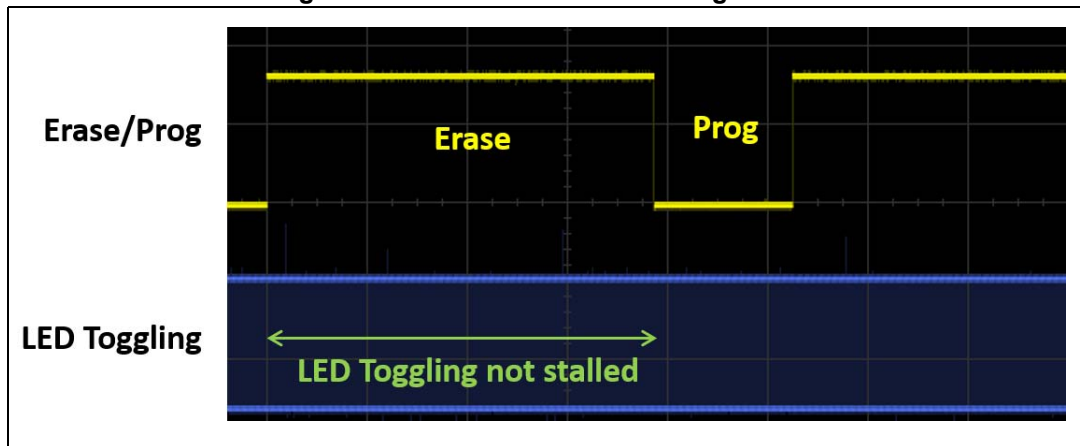 Erase/Prog
Erase
Prog
LED Toggling
LED Toggling not stalled